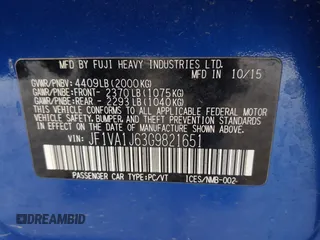 MFD BY FUJI HEAVY INDUSTRIES LTD.
10/15
GVWR/PNBV: 4409LB(2000KG)
GAWR/PNBE:FRONT- 2370LB(1075KG)
GAWR/PNBE:REAR - 2293LB(1040KG)
THIS VEHICLE CONFORMS TO ALL APPLICABLE FEDERAL MOTOR VEHICLE
SAFETY, BUMPER, AND THEFT PREVENTION STANDARDS IN EFFECT
ON THE DATE OF MANUFACTURE SHOWN ABOVE.
VIN: JF1VA1J63G9821651
PASSENGER CAR TYPE:PC/VT
ICES/NMB-002
DREAMBID